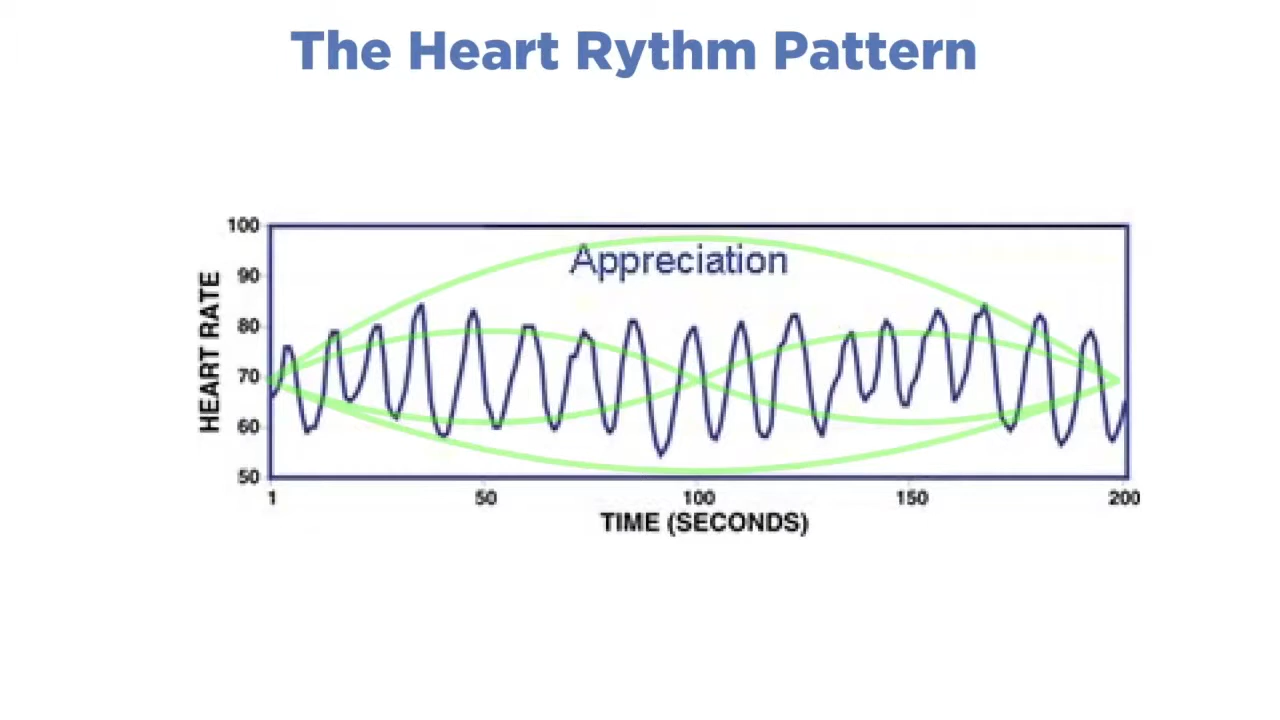 The Heart Rythm Pattern
100
Appreciation
90
80
70
60
50
HEART RATE
1 50 100 150 200
TIME (SECONDS)